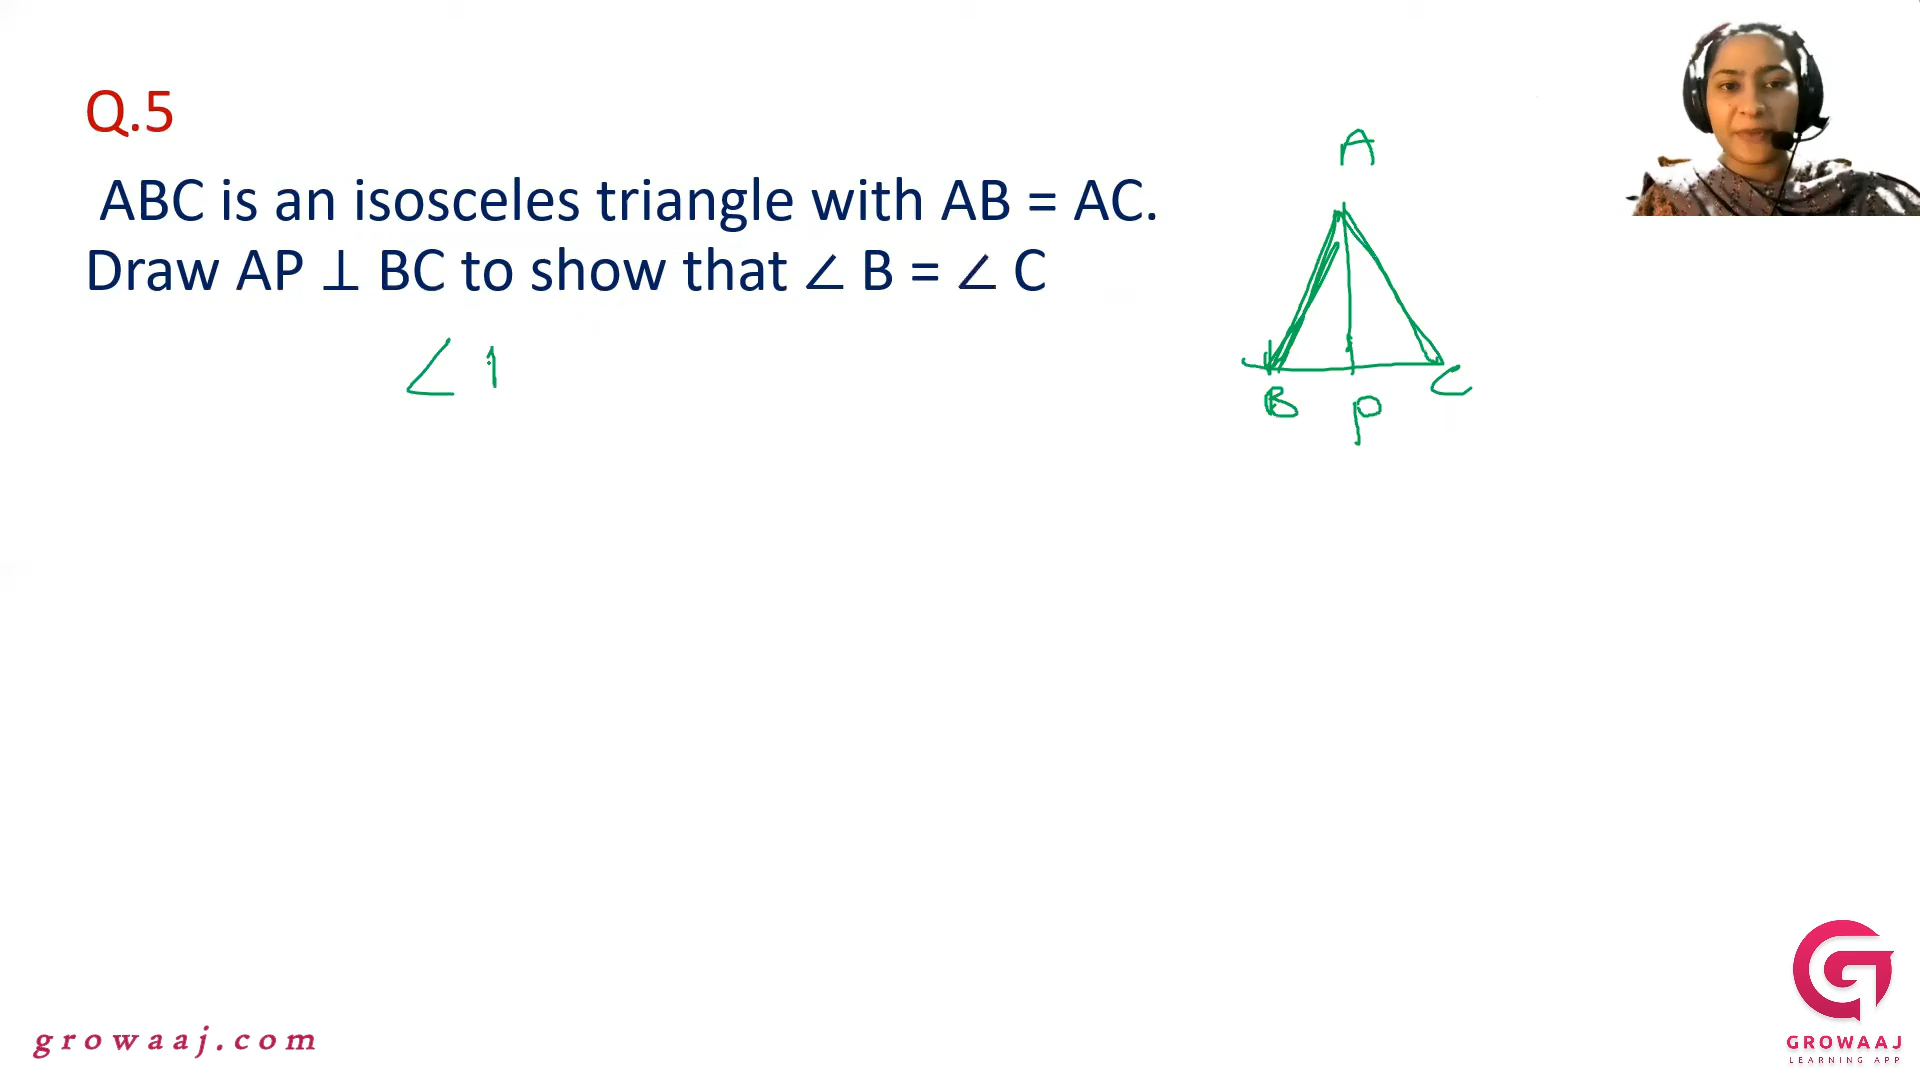 Q.5
ABC is an isosceles triangle with AB = AC.
Draw AP ⊥ BC to show that ∠ B = ∠ C
∠ 1
A
B
P
C
growaaj.com
GROWAAJ
LEARNING APP